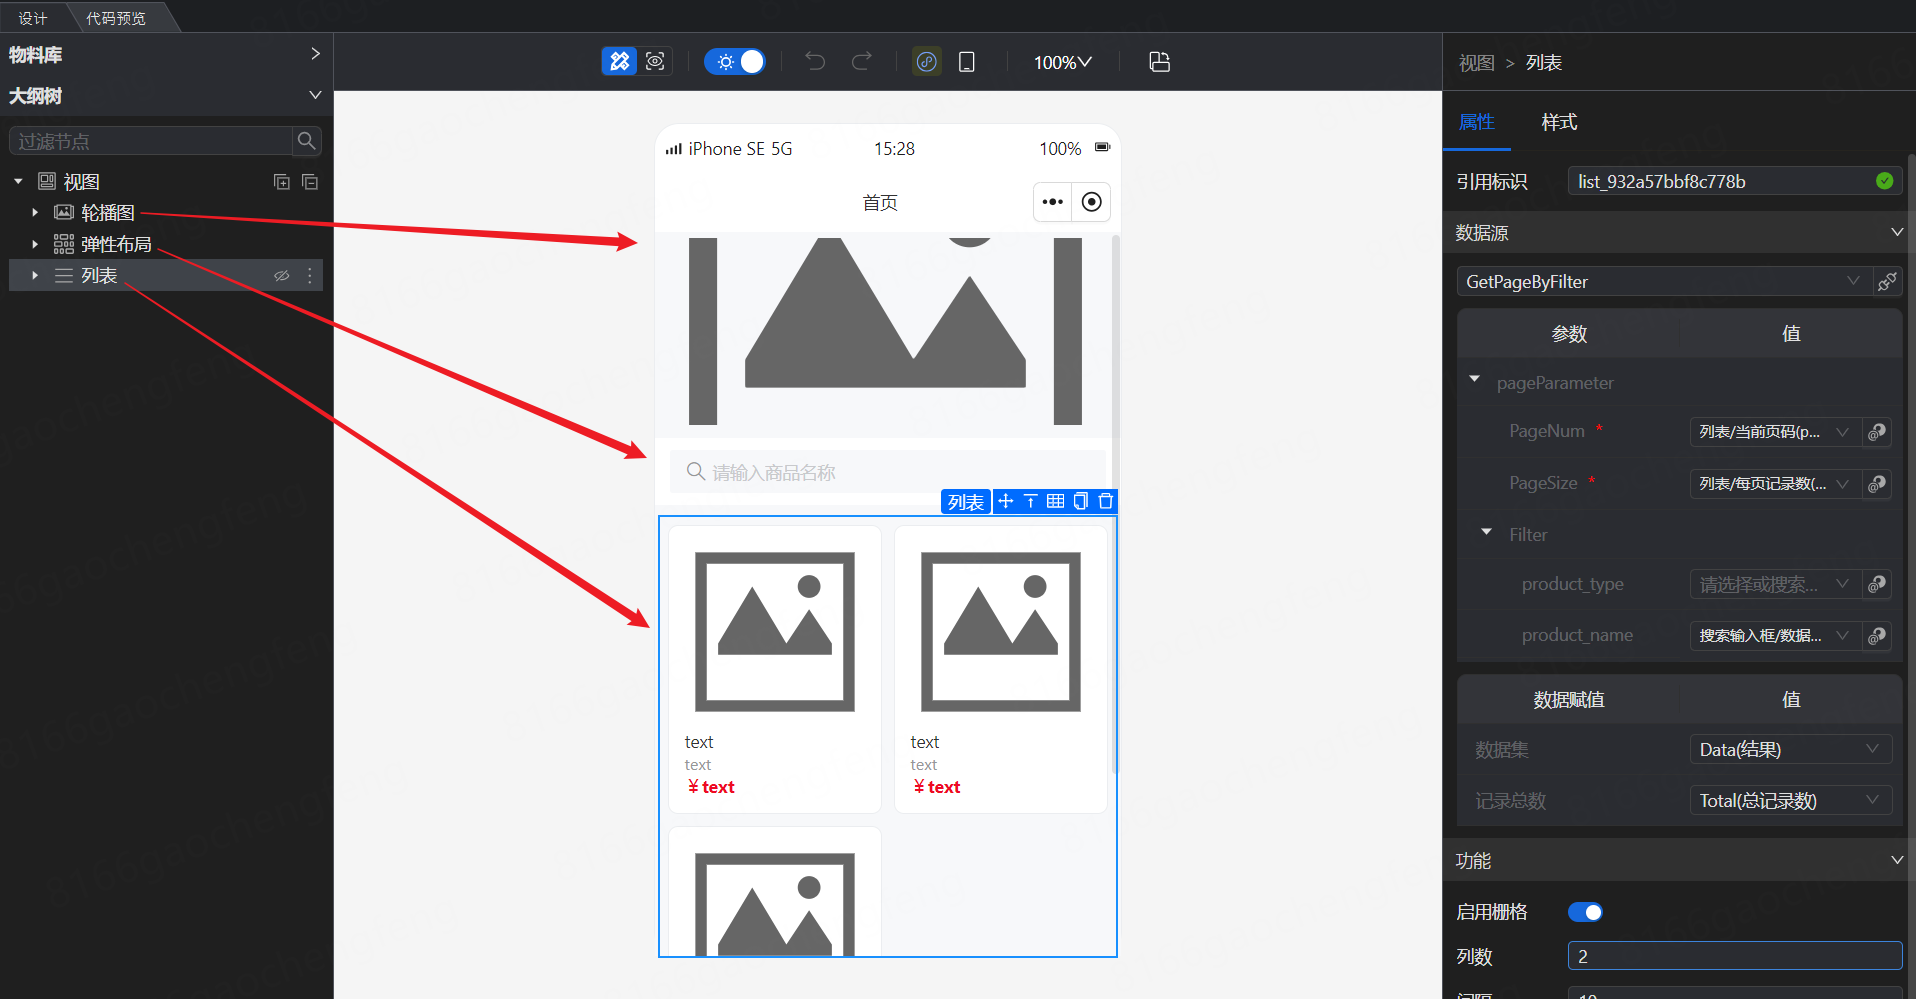 设计 代码预览
物料库
大纲树
过滤节点
视图
轮播图
弹性布局
列表
100%
iPhone SE 5G 15:28 100%
首页
请输入商品名称
列表
text text
text text
￥text ￥text
视图 > 列表
属性 样式
引用标识 list_932a57bbf8c778b
数据源
GetPageByFilter
参数 值
pageParameter
PageNum * 列表/当前页码(p...
PageSize * 列表/每页记录数(...
Filter
product_type 请选择或搜索...
product_name 搜索输入框/数据...
数据赋值 值
数据集 Data(结果)
记录总数 Total(总记录数)
功能
启用栅格
列数 2
8166gaochengfeng